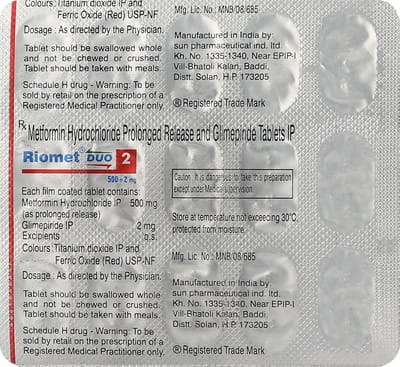 Colours:Titanium dioxide IP and
Ferric Oxide (Red) USP-NF
Dosage : As directed by the Physician.
Tablet should be swallowed whole
and not be chewed or crushed.
Tablet should be taken with meals.
Schedule H drug - Warning: To be
sold by retail on the prescription of a
Registered Medical Practitioner only.
Mfg. Lic. No.: MNB/08/685
Manufactured in India by:
sun pharmaceutical ind. ltd
Kh. No. 1335-1340, Near EPIP-I
Vill-Bhatoli Kalan, Baddi,
Distt. Solan, H.P. 173205
® Registered Trade Mark
℞ Metformin Hydrochloride Prolonged Release and Glimepiride Tablets IP
Riomet® DUO 2
500 + 2 mg
Each film coated tablet contains:
Metformin Hydrochloride IP 500 mg
(as prolonged release)
Glimepiride IP 2 mg
Excipients q.s.
Colours:Titanium dioxide IP and
Ferric Oxide (Red) USP-NF
Dosage : As directed by the Physician.
Tablet should be swallowed whole
and not be chewed or crushed.
Tablet should be taken with meals.
Schedule H drug - Warning: To be
sold by retail on the prescription of a
Registered Medical Practitioner only.
Caution: It is dangerous to take this preparation
except under Medical supervision.
Store at temperature not exceeding 30°C,
protected from moisture.
Mfg. Lic. No.: MNB/08/685
Manufactured in India by:
sun pharmaceutical ind. ltd.
Kh. No. 1335-1340, Near EPIP-I
Vill-Bhatoli Kalan, Baddi,
Distt. Solan, H.P. 173205
® Registered Trade Mark